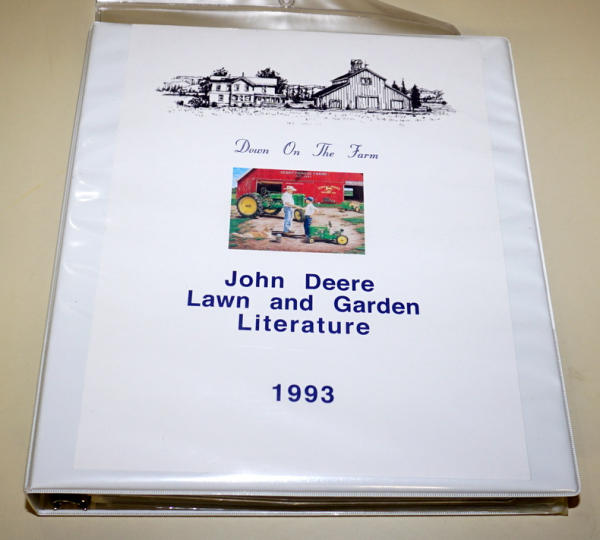 Down On The Farm
John Deere
Lawn and Garden
Literature
1993